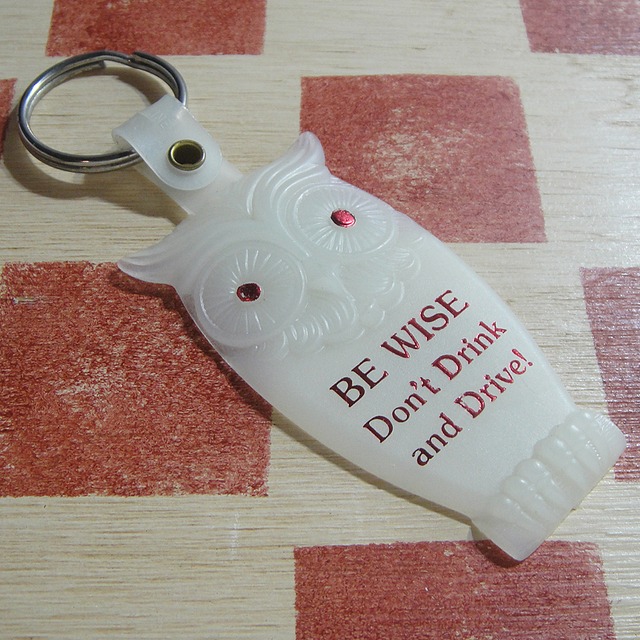 BE WISE
Don't Drink
and Drive!